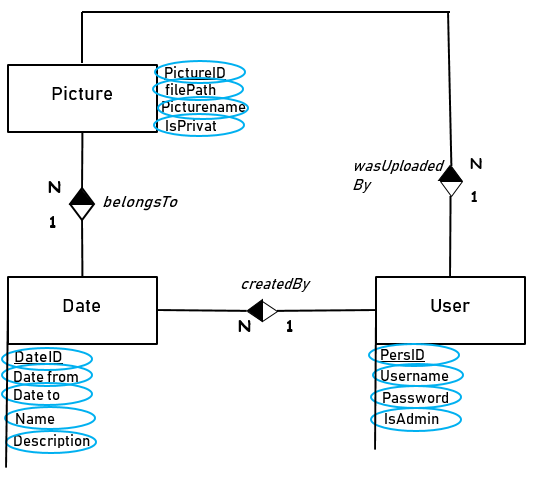 Picture
PictureID
filePath
Picturename
IsPrivat
N
1
belongsTo
wasUploaded
By
N
1
Date
createdBy
N
1
User
DateID
Date from
Date to
Name
Description
PersID
Username
Password
IsAdmin